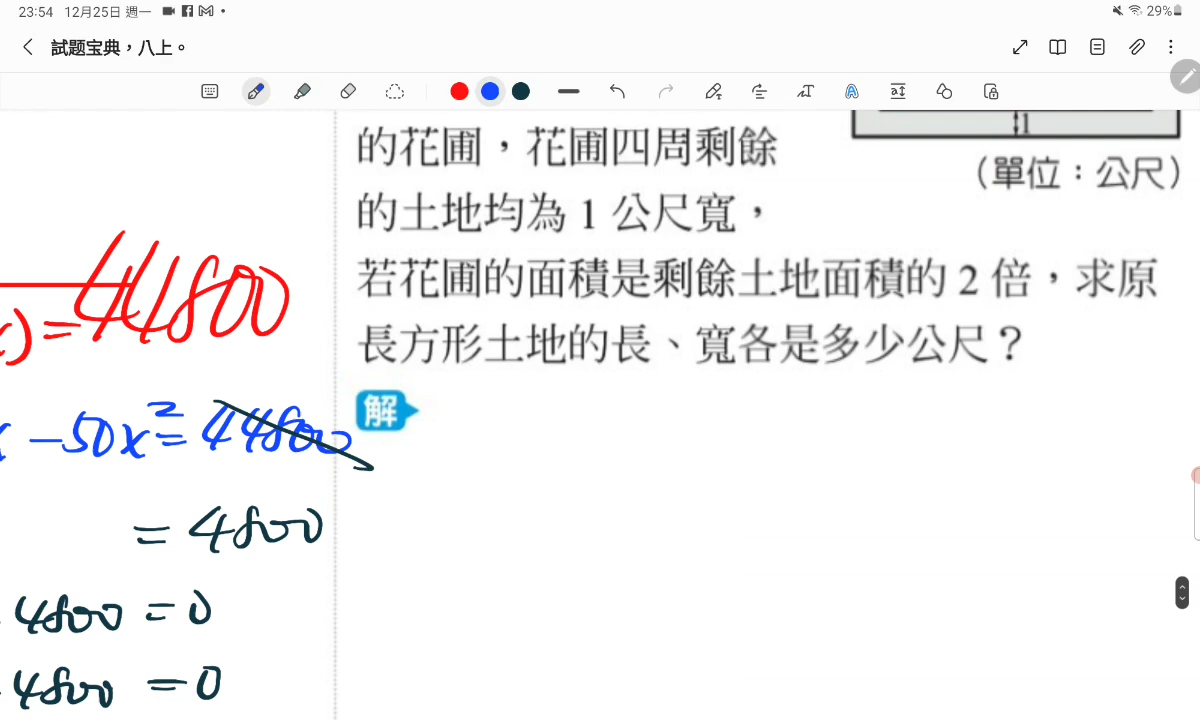 23:54 12月25日 週一 29%
試题宝典，八上。
的花圃，花圃四周剩餘
的土地均為 1 公尺寬，
若花圃的面積是剩餘土地面積的 2 倍，求原
長方形土地的長、寬各是多少公尺？
解
1
（單位：公尺）
) = 44800
- 50x² = 44800
= 4800
4800 = 0
4800 = 0